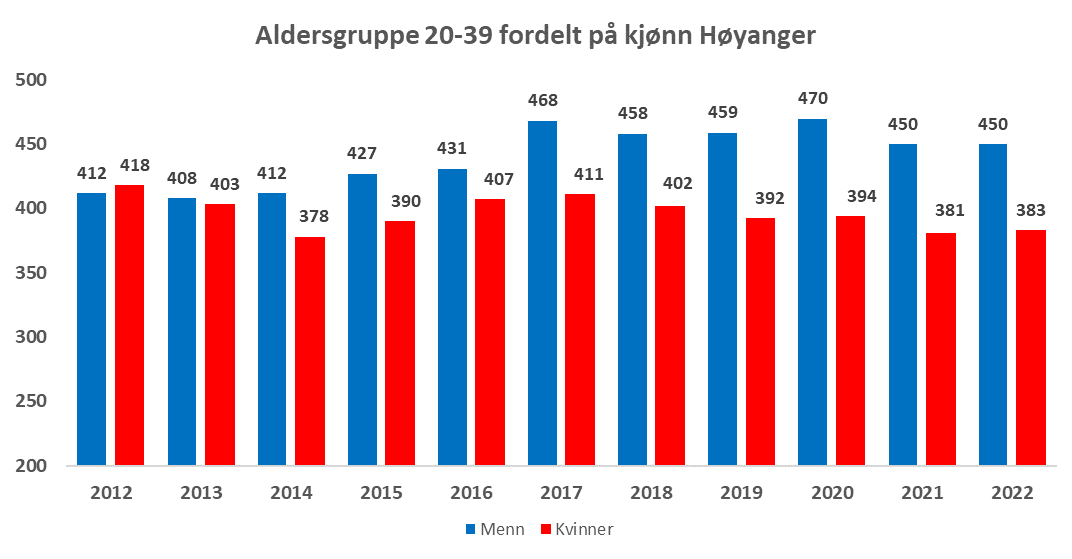 Aldersgruppe 20-39 fordelt på kjønn Høyanger
500
450
400
350
300
250
200
412 418 408 403 412 378 427 390 431 407 468 411 458 402 459 392 470 394 450 381 450 383
2012 2013 2014 2015 2016 2017 2018 2019 2020 2021 2022
Menn Kvinner